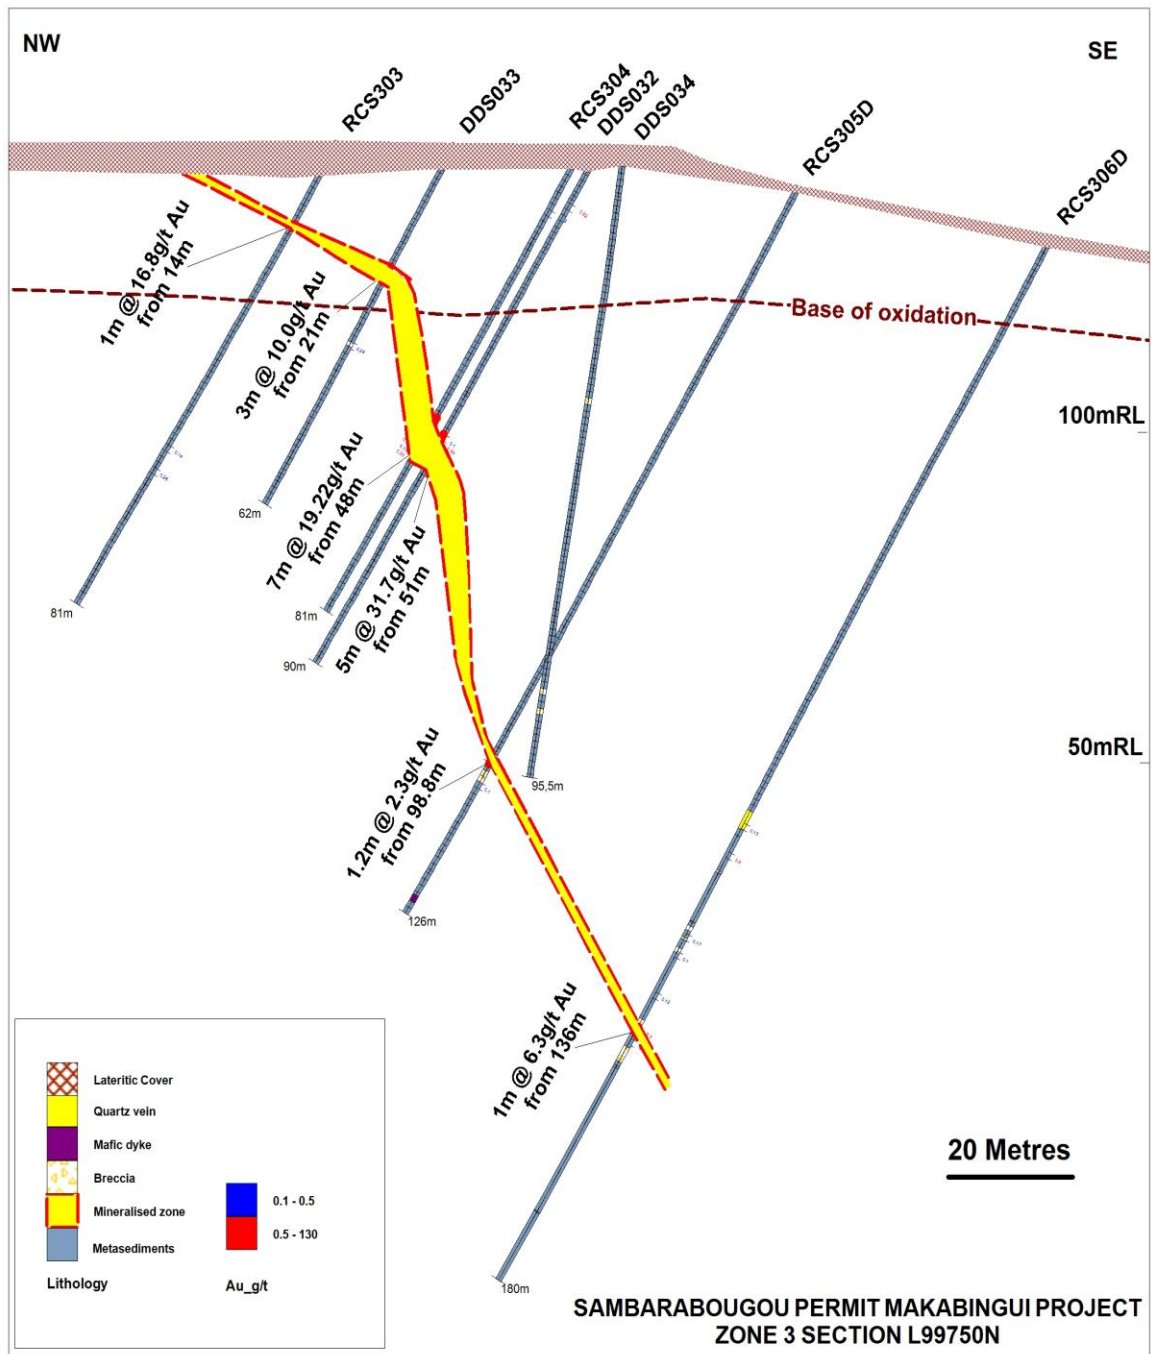 NW
SE
RCS303
DDS033
RCS304
DDS032
DDS034
RCS305D
RCS306D
1m @ 16.8g/t Au
from 14m
3m @ 10.0g/t Au
from 21m
Base of oxidation
100mRL
7m @ 19.22g/t Au
from 48m
5m @ 31.7g/t Au
from 51m
62m
81m
81m
90m
50mRL
1.2m @ 2.3g/t Au
from 98.8m
95,5m
126m
1m @ 6.3g/t Au
from 136m
180m
Lateritic Cover
Quartz vein
Mafic dyke
Breccia
Mineralised zone
Metasediments
Lithology
0.1 - 0.5
0.5 - 130
Au_g/t
20 Metres
SAMBARABOUGOU PERMIT MAKABINGUI PROJECT
ZONE 3 SECTION L99750N